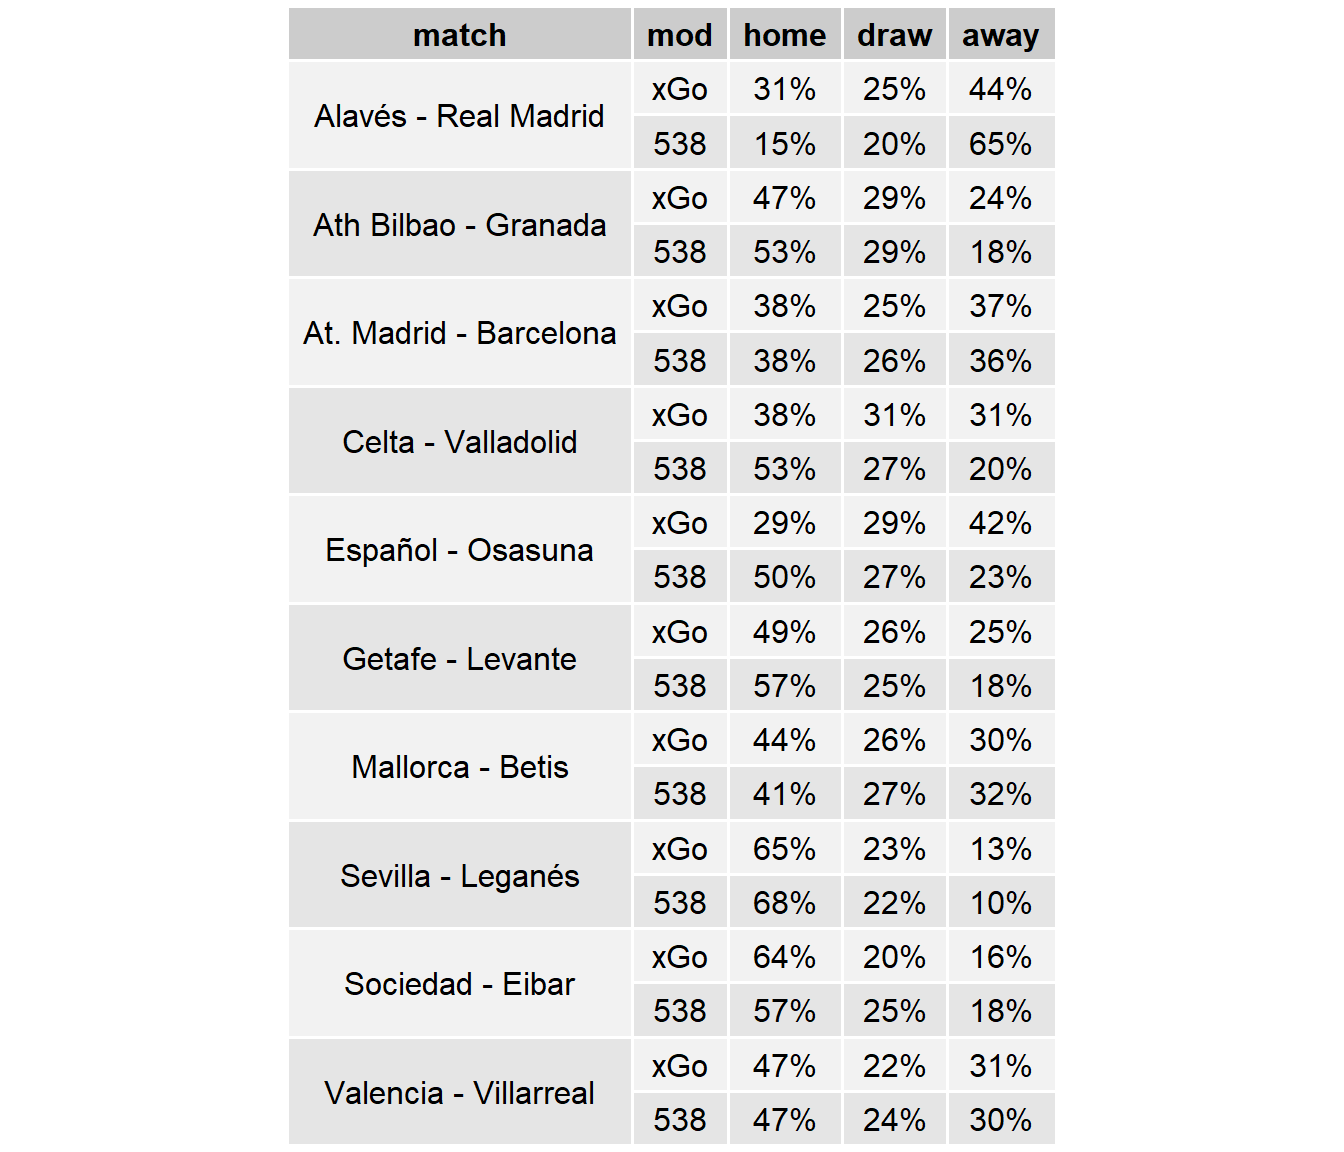 match mod home draw away
Alavés - Real Madrid xGo 31% 25% 44%
538 15% 20% 65%
Ath Bilbao - Granada xGo 47% 29% 24%
538 53% 29% 18%
At. Madrid - Barcelona xGo 38% 25% 37%
538 38% 26% 36%
Celta - Valladolid xGo 38% 31% 31%
538 53% 27% 20%
Español - Osasuna xGo 29% 29% 42%
538 50% 27% 23%
Getafe - Levante xGo 49% 26% 25%
538 57% 25% 18%
Mallorca - Betis xGo 44% 26% 30%
538 41% 27% 32%
Sevilla - Leganés xGo 65% 23% 13%
538 68% 22% 10%
Sociedad - Eibar xGo 64% 20% 16%
538 57% 25% 18%
Valencia - Villarreal xGo 47% 22% 31%
538 47% 24% 30%